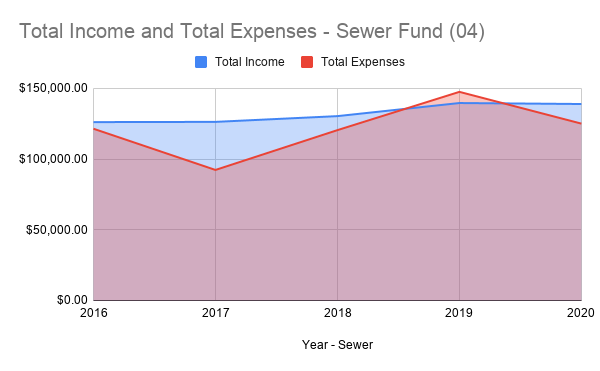 Total Income and Total Expenses - Sewer Fund (04)
Total Income Total Expenses
$150,000.00
$100,000.00
$50,000.00
$0.00
2016 2017 2018 2019 2020
Year - Sewer